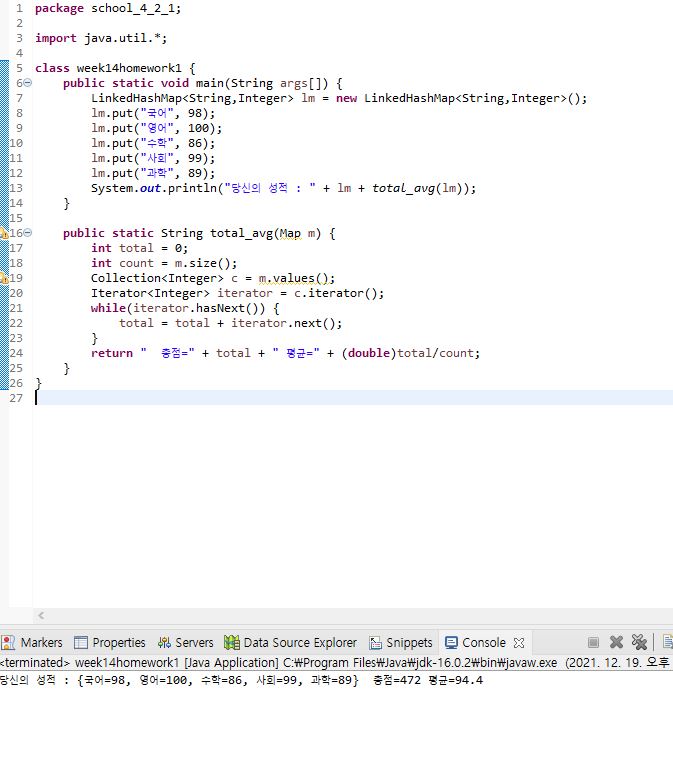 1 package school_4_2_1;
2
3 import java.util.*;
4
5 class week14homework1 {
6 public static void main(String args[]) {
7 LinkedHashMap<String,Integer> lm = new LinkedHashMap<String,Integer>();
8 lm.put("국어", 98);
9 lm.put("영어", 100);
10 lm.put("수학", 86);
11 lm.put("사회", 99);
12 lm.put("과학", 89);
13 System.out.println("당신의 성적 : " + lm + total_avg(lm));
14 }
15
16 public static String total_avg(Map m) {
17 int total = 0;
18 int count = m.size();
19 Collection<Integer> c = m.values();
20 Iterator<Integer> iterator = c.iterator();
21 while(iterator.hasNext()) {
22 total = total + iterator.next();
23 }
24 return "  총점=" + total + " 평균=" + (double)total/count;
25 }
26 }
27
Markers Properties Servers Data Source Explorer Snippets Console
<terminated> week14homework1 [Java Application] C:₩Program Files₩Java₩jdk-16.0.2₩bin₩javaw.exe (2021. 12. 19. 오후
당신의 성적 : {국어=98, 영어=100, 수학=86, 사회=99, 과학=89}  총점=472 평균=94.4